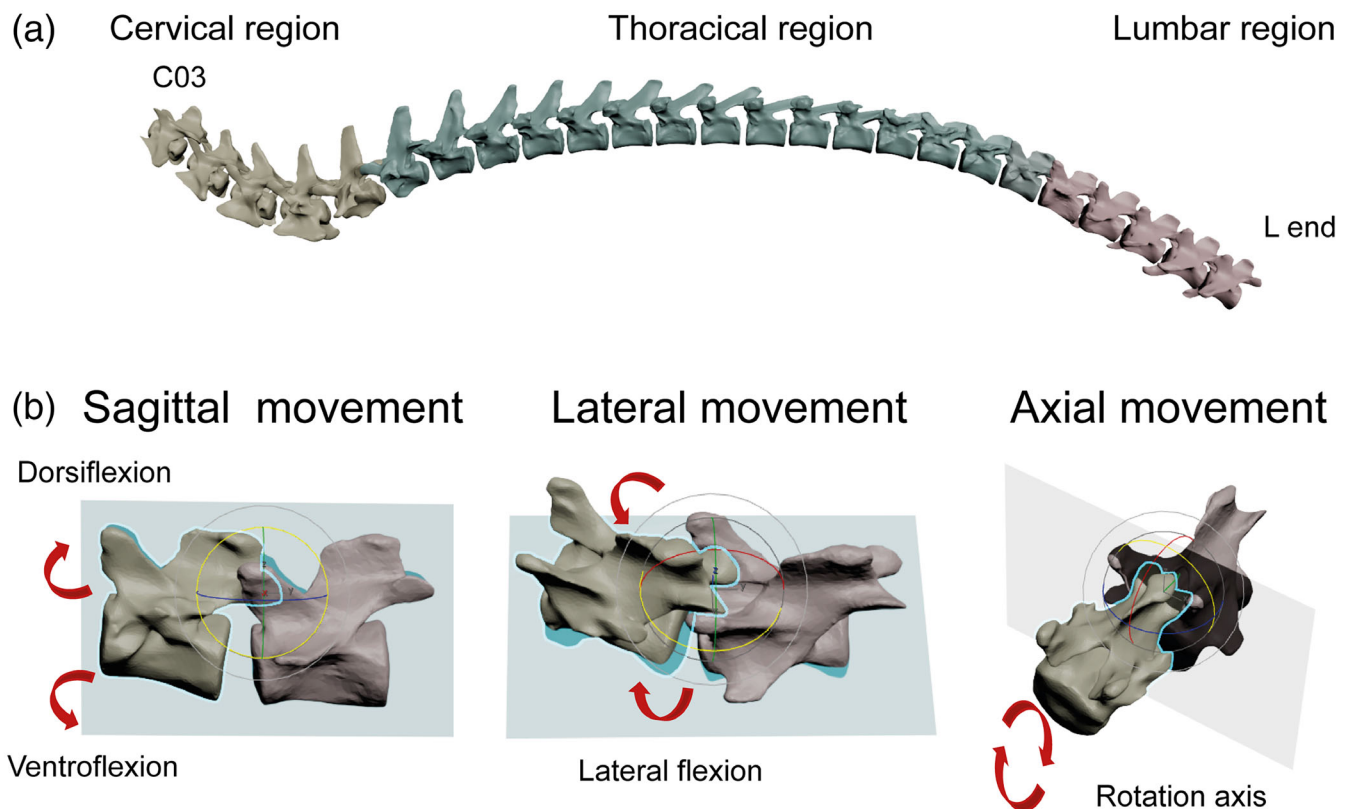 (a) Cervical region Thoracical region Lumbar region
C03
L end
(b) Sagittal movement Lateral movement Axial movement
Dorsiflexion
Ventroflexion
Lateral flexion
Rotation axis